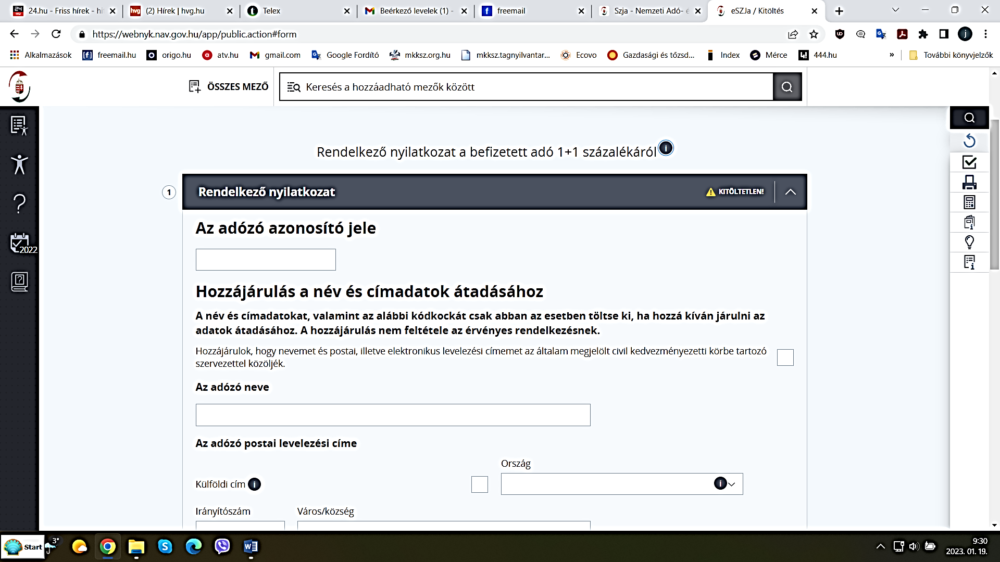 24.hu - Friss hírek - hí
(2) Hírek | hvg.hu
Telex
Beérkező levelek (1) -
freemail
Szja - Nemzeti Adó- é
eSZJa / Kitöltés
https://webnyk.nav.gov.hu/app/public.action#form
Alkalmazások
freemail.hu
origo.hu
atv.hu
gmail.com
Google Fordító
mkksz.org.hu
mkksz.tagnyilvantar...
Ecovo
Gazdasági és tőzsd...
Index
Mérce
444.hu
»
További könyvjelzők
ÖSSZES MEZŐ
Keresés a hozzáadható mezők között
2022
Rendelkező nyilatkozat a befizetett adó 1+1 százalékáról
1
Rendelkező nyilatkozat
KITÖLTETLEN!
Az adózó azonosító jele
Hozzájárulás a név és címadatok átadásához
A név és címadatokat, valamint az alábbi kódkockát csak abban az esetben töltse ki, ha hozzá kíván járulni az
adatok átadásához. A hozzájárulás nem feltétele az érvényes rendelkezésnek.
Hozzájárulok, hogy nevemet és postai, illetve elektronikus levelezési címemet az általam megjelölt civil kedvezményezetti körbe tartozó
szervezettel közöljék.
Az adózó neve
Az adózó postai levelezési címe
Ország
Külföldi cím
Irányítószám
Város/község
Start
3°
9:30
2023. 01. 19.